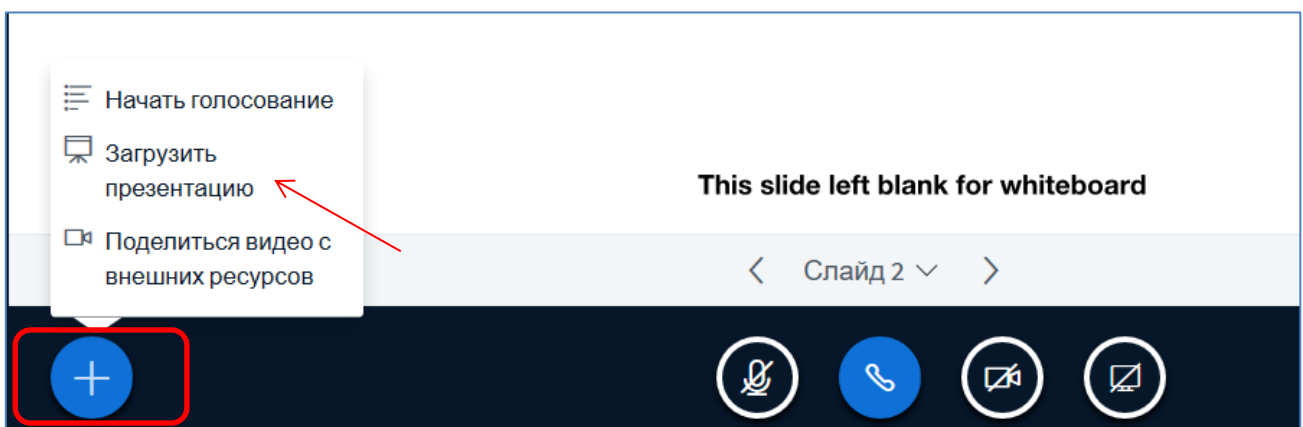 Начать голосование
Загрузить
презентацию
Поделиться видео с
внешних ресурсов
This slide left blank for whiteboard
Слайд 2